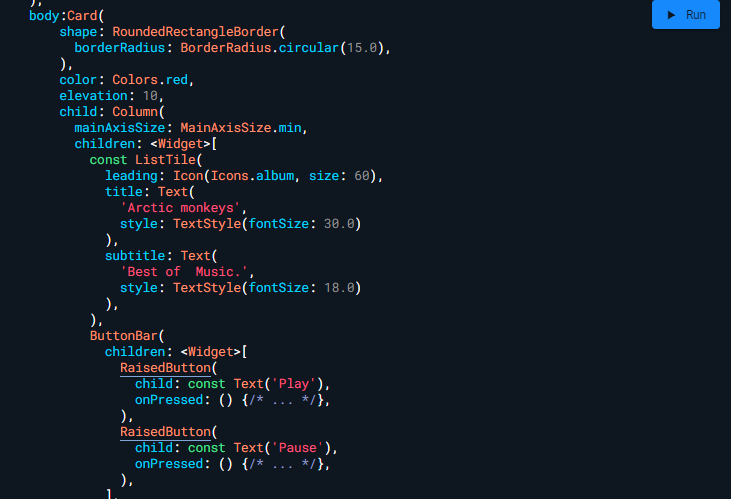 ),
body:Card(
Run
shape: RoundedRectangleBorder(
borderRadius: BorderRadius.circular(15.0),
),
color: Colors.red,
elevation: 10,
child: Column(
mainAxisSize: MainAxisSize.min,
children: <Widget>[
const ListTile(
leading: Icon(Icons.album, size: 60),
title: Text(
'Arctic monkeys',
style: TextStyle(fontSize: 30.0)
),
subtitle: Text(
'Best of  Music.',
style: TextStyle(fontSize: 18.0)
),
),
ButtonBar(
children: <Widget>[
RaisedButton(
child: const Text('Play'),
onPressed: () {/* ... */},
),
RaisedButton(
child: const Text('Pause'),
onPressed: () {/* ... */},
),
],